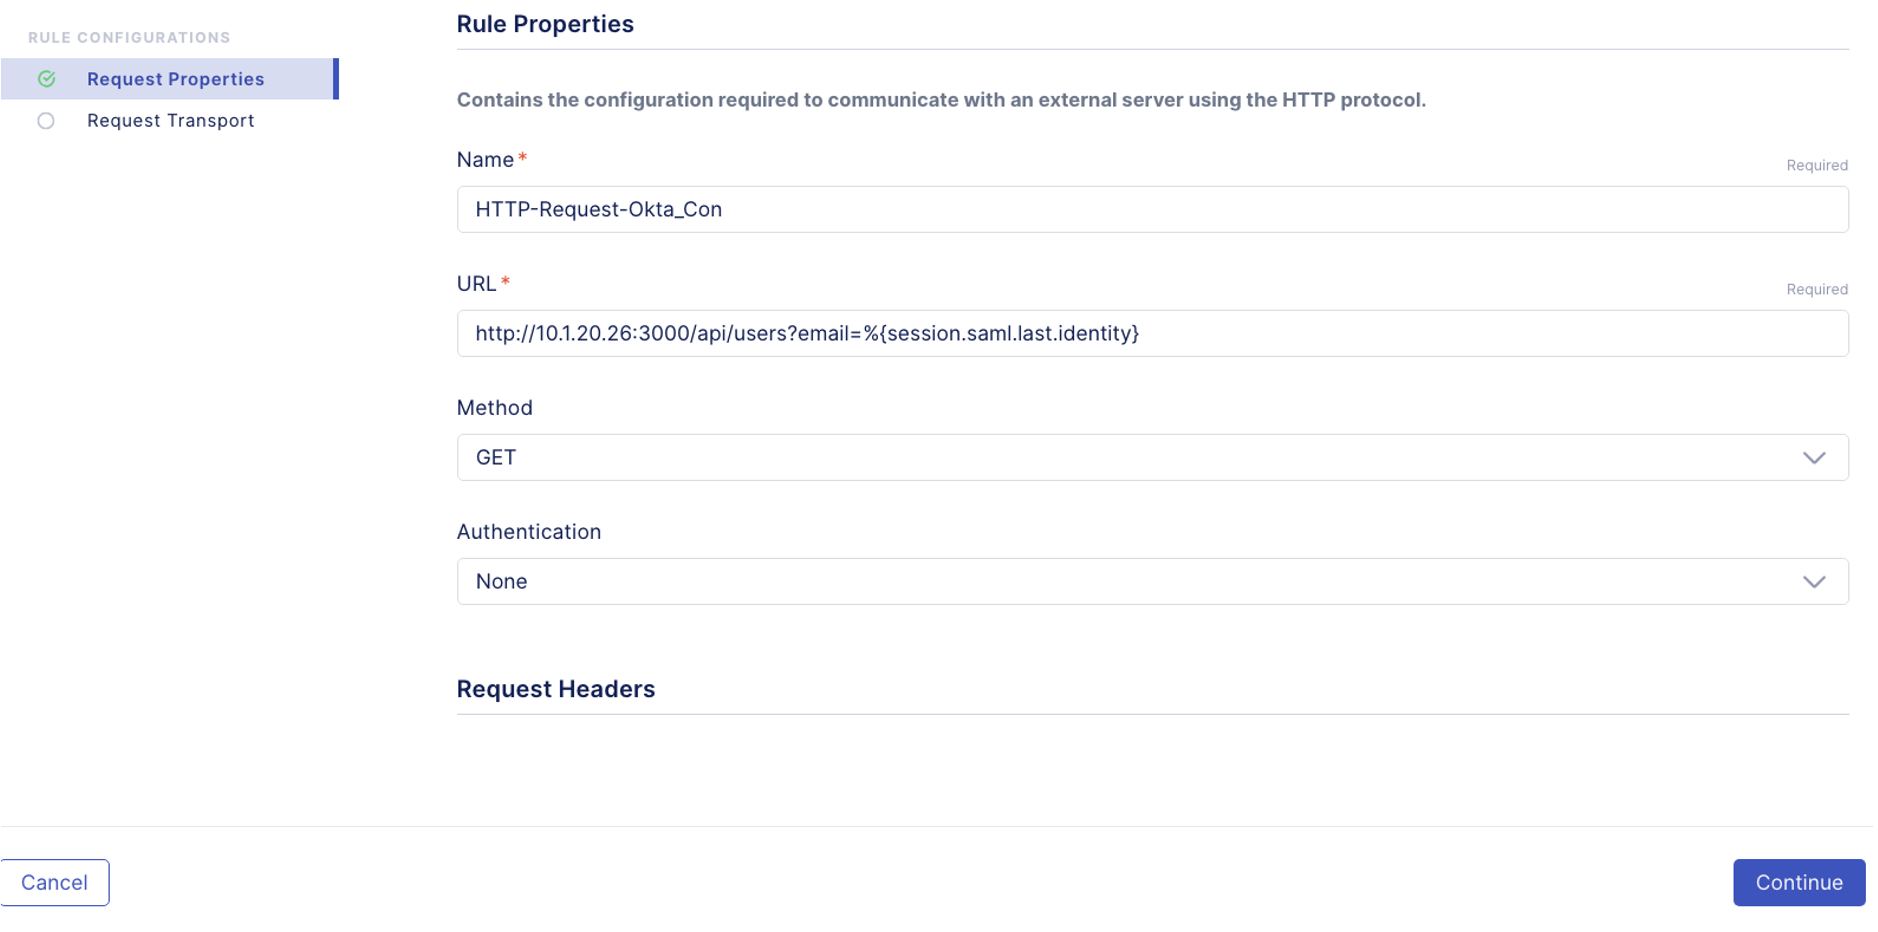 RULE CONFIGURATIONS
Request Properties
Request Transport
Rule Properties
Contains the configuration required to communicate with an external server using the HTTP protocol.
Name*
Required
HTTP-Request-Okta_Con
URL*
Required
http://10.1.20.26:3000/api/users?email=%{session.saml.last.identity}
Method
GET
Authentication
None
Request Headers
Cancel
Continue